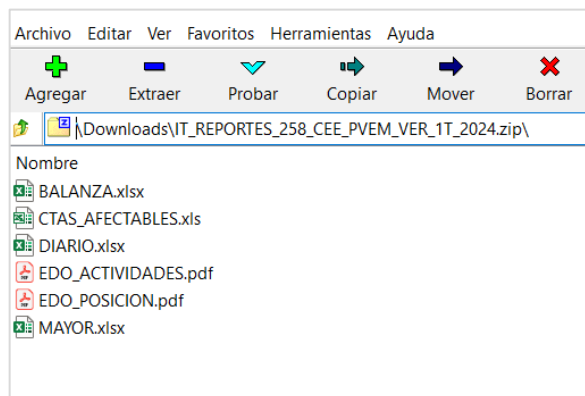 Archivo Editar Ver Favoritos Herramientas Ayuda
Agregar Extraer Probar Copiar Mover Borrar
\Downloads\IT_REPORTES_258_CEE_PVEM_VER_1T_2024.zip\
Nombre
BALANZA.xlsx
CTAS_AFECTABLES.xls
DIARIO.xlsx
EDO_ACTIVIDADES.pdf
EDO_POSICION.pdf
MAYOR.xlsx